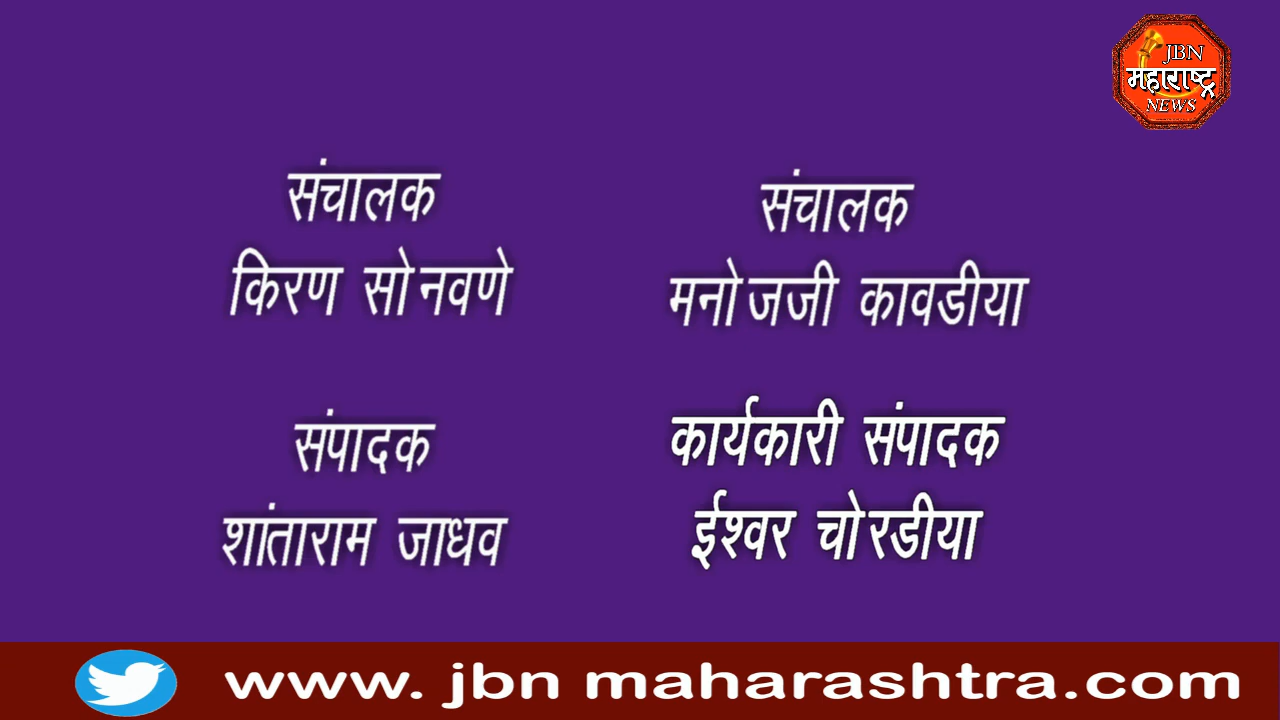 JBN
महाराष्ट्र
NEWS
संचालक
किरण सोनवणे
संचालक
मनोजजी कावडीया
संपादक
शांताराम जाधव
कार्यकारी संपादक
ईश्वर चोरडीया
www. jbn maharashtra.com